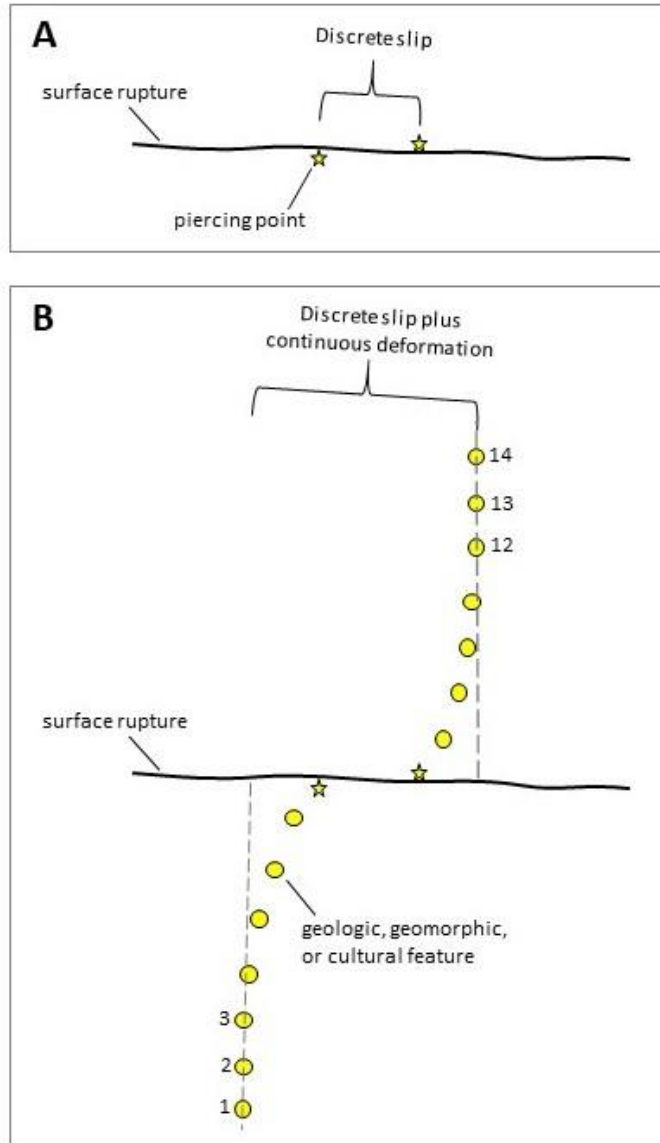 A
Discrete slip
surface rupture
piercing point
B
Discrete slip plus
continuous deformation
14
13
12
surface rupture
geologic, geomorphic,
or cultural feature
3
2
1